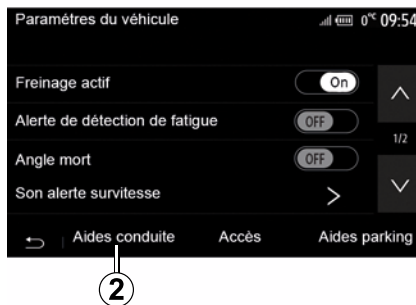 Paramétres du véhicule 0°C 09:54
Freinage actif On
Alerte de détection de fatigue OFF
1/2
Angle mort OFF
Son alerte survitesse
Aides conduite Accès Aides parking
2